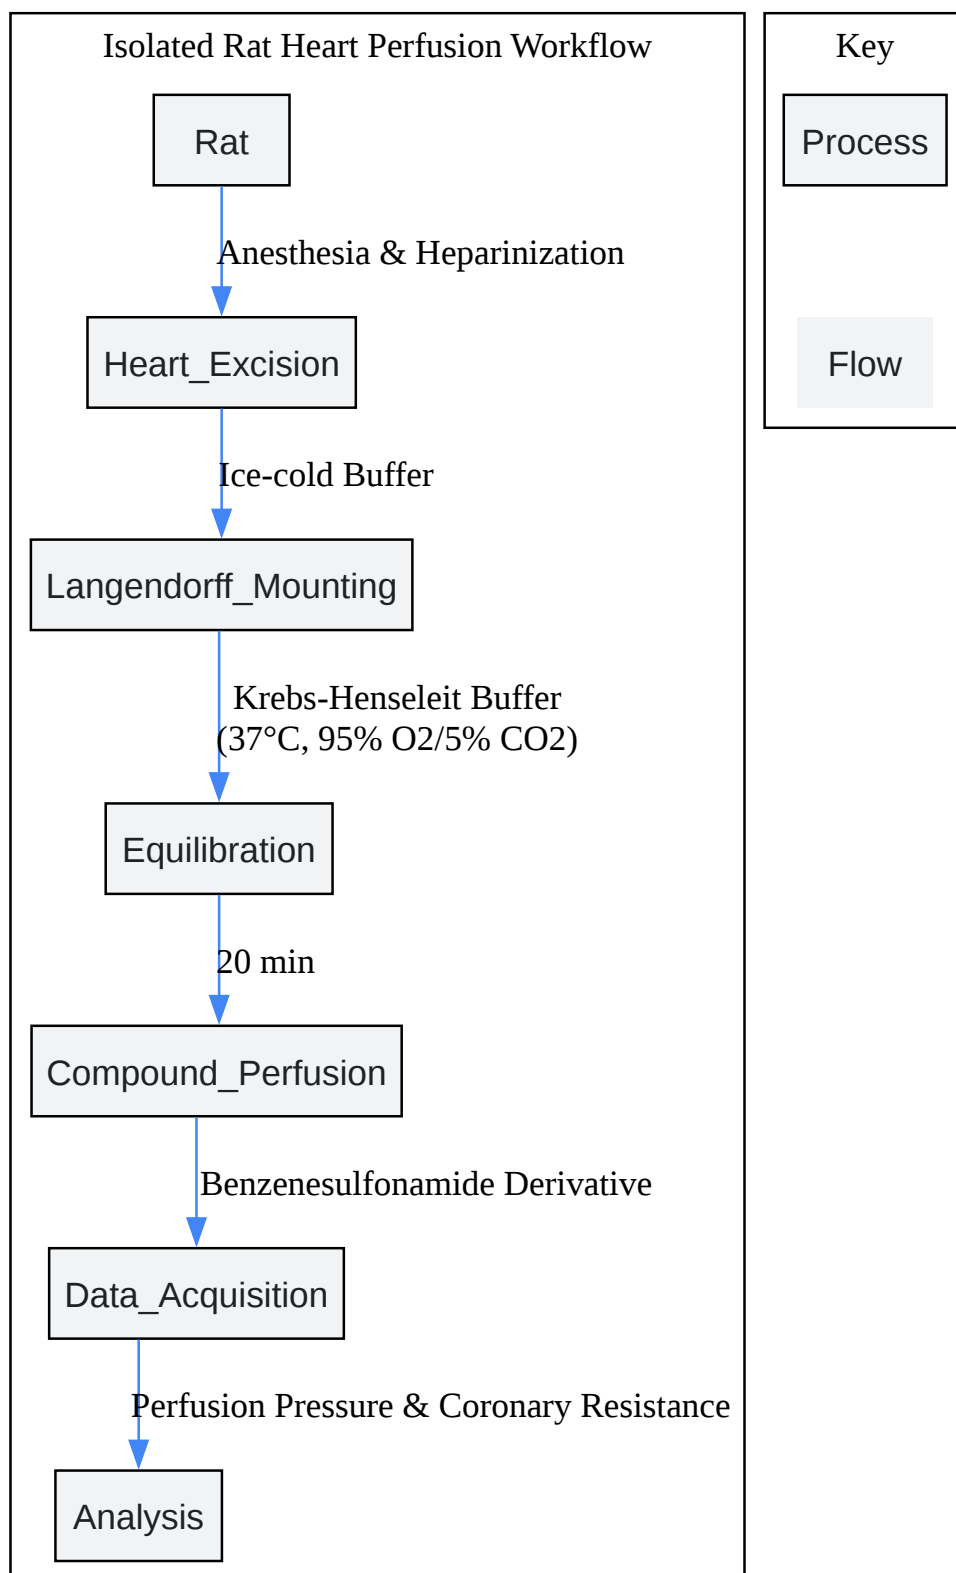 Isolated Rat Heart Perfusion Workflow
Rat
Anesthesia & Heparinization
Heart_Excision
Ice-cold Buffer
Langendorff_Mounting
Krebs-Henseleit Buffer
(37°C, 95% O2/5% CO2)
Equilibration
20 min
Compound_Perfusion
Benzenesulfonamide Derivative
Data_Acquisition
Perfusion Pressure & Coronary Resistance
Analysis
Key
Process
Flow